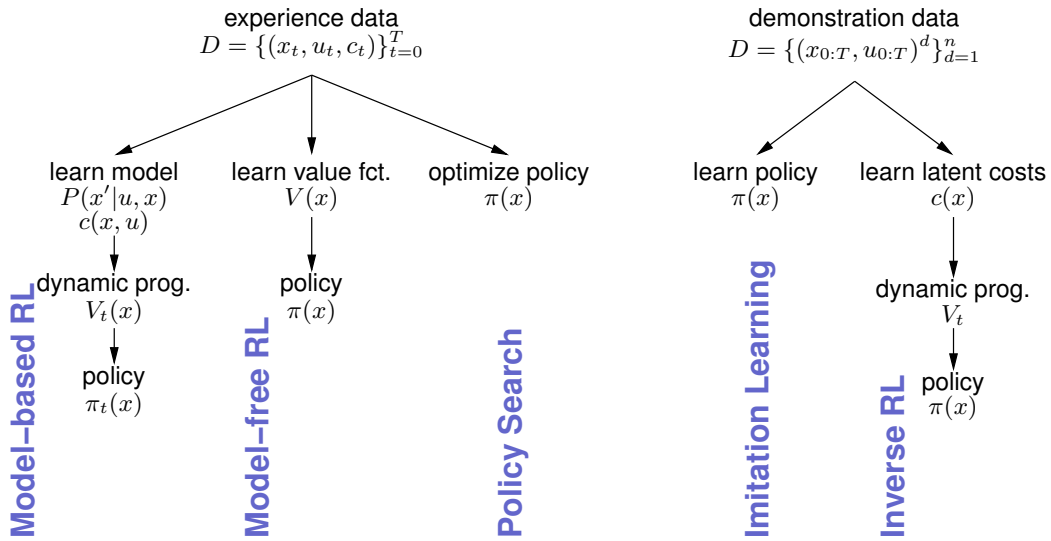 experience data
D = {(x_t, u_t, c_t)}_{t=0}^T
learn model
P(x′|u, x)
c(x, u)
dynamic prog.
V_t(x)
policy
π_t(x)
Model−based RL
learn value fct.
V(x)
policy
π(x)
Model−free RL
optimize policy
π(x)
Policy Search
demonstration data
D = {(x_{0:T}, u_{0:T})^d}_{d=1}^n
learn policy
π(x)
Imitation Learning
learn latent costs
c(x)
dynamic prog.
V_t
policy
π(x)
Inverse RL